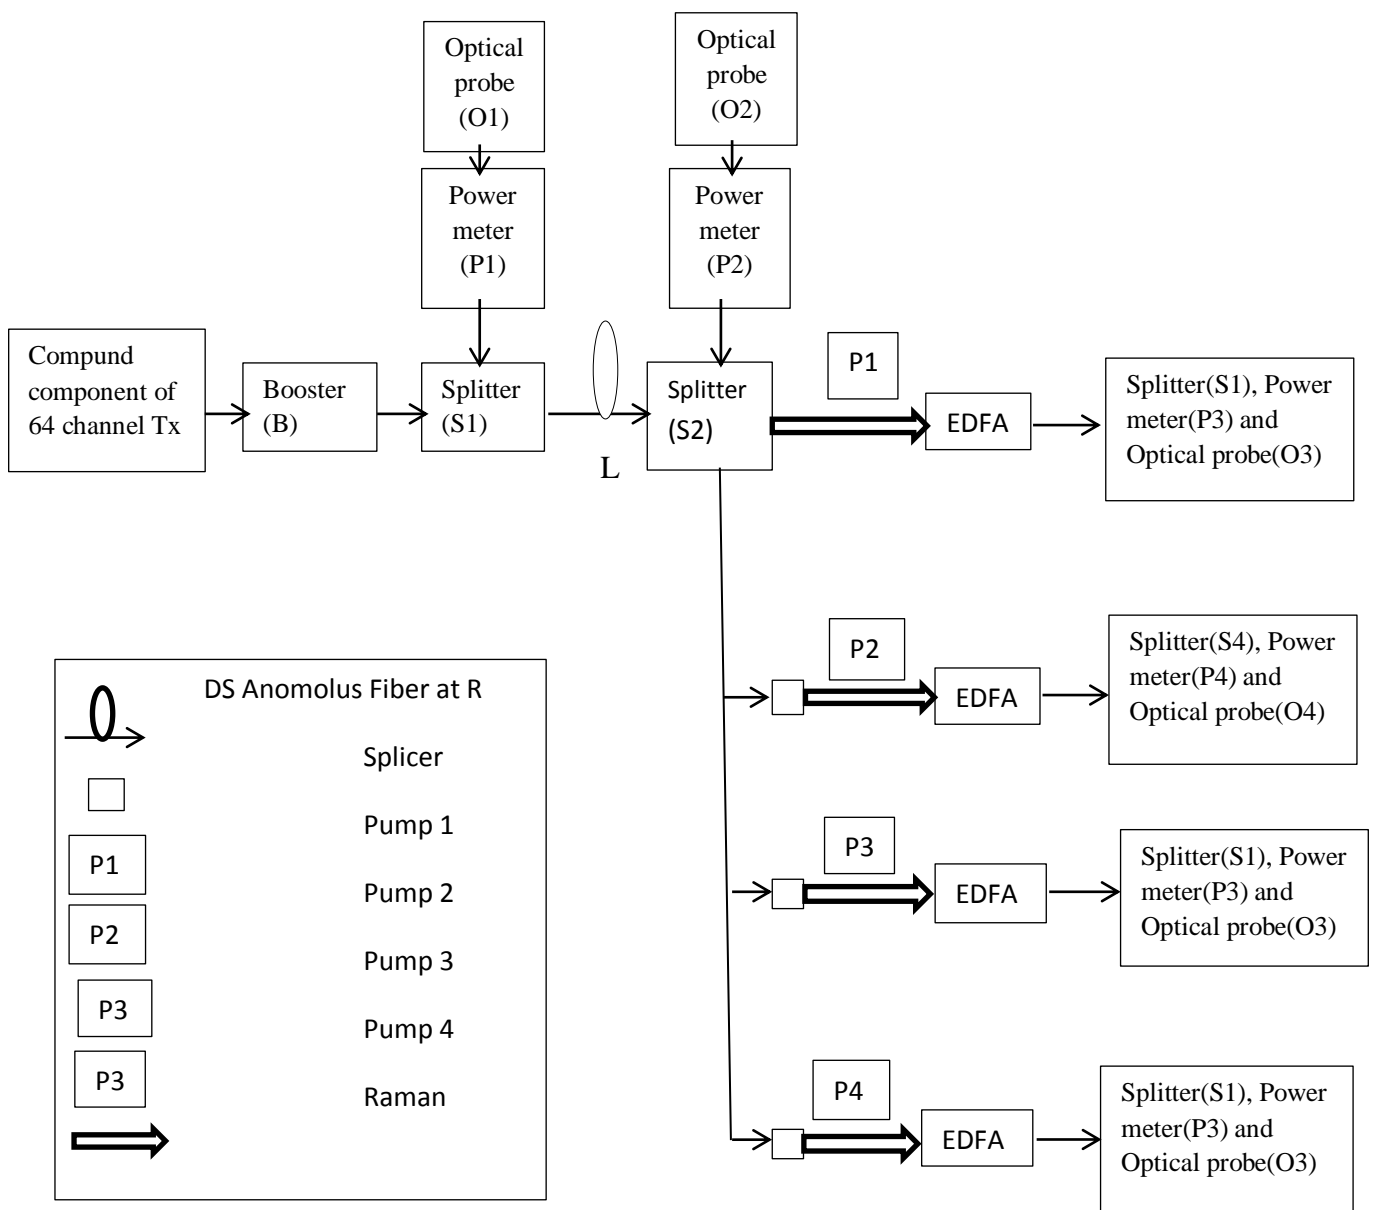 Optical
probe
(O1)
Optical
probe
(O2)
Power
meter
(P1)
Power
meter
(P2)
Compund
component of
64 channel Tx
Booster
(B)
Splitter
(S1)
L
Splitter
(S2)
P1
EDFA
Splitter(S1), Power
meter(P3) and
Optical probe(O3)
P2
EDFA
Splitter(S4), Power
meter(P4) and
Optical probe(O4)
P3
EDFA
Splitter(S1), Power
meter(P3) and
Optical probe(O3)
P4
EDFA
Splitter(S1), Power
meter(P3) and
Optical probe(O3)
DS Anomolus Fiber at R
Splicer
Pump 1
P1
Pump 2
P2
Pump 3
P3
Pump 4
P3
Raman